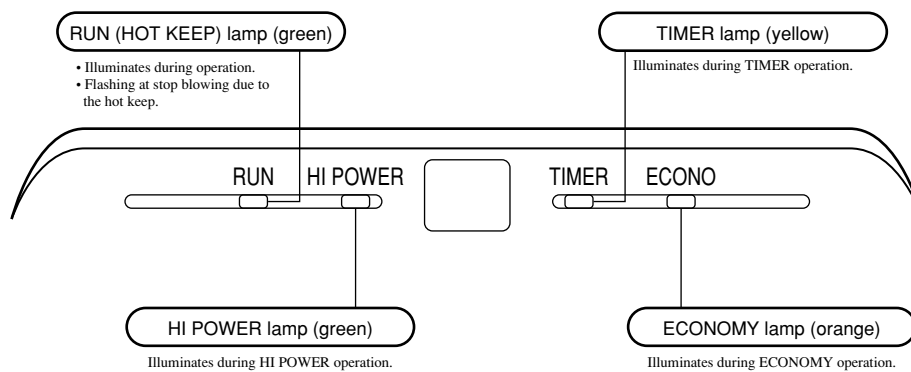 RUN (HOT KEEP) lamp (green)
• Illuminates during operation.
• Flashing at stop blowing due to
the hot keep.
TIMER lamp (yellow)
Illuminates during TIMER operation.
RUN HI POWER TIMER ECONO
HI POWER lamp (green)
Illuminates during HI POWER operation.
ECONOMY lamp (orange)
Illuminates during ECONOMY operation.